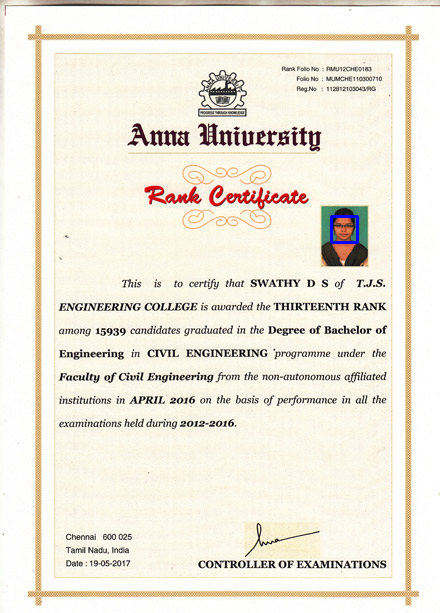 Rank Folio No : RMU12CHE0183
Folio No : MUMCHE110300710
Reg.No : 112812103043/RG
PROGRESS THROUGH KNOWLEDGE
Anna University
Rank Certificate
This is to certify that SWATHY D S of T.J.S.
ENGINEERING COLLEGE is awarded the THIRTEENTH RANK
among 15939 candidates graduated in the Degree of Bachelor of
Engineering in CIVIL ENGINEERING programme under the
Faculty of Civil Engineering from the non-autonomous affiliated
institutions in APRIL 2016 on the basis of performance in all the
examinations held during 2012-2016.
Chennai 600 025
Tamil Nadu, India
Date : 19-05-2017
CONTROLLER OF EXAMINATIONS